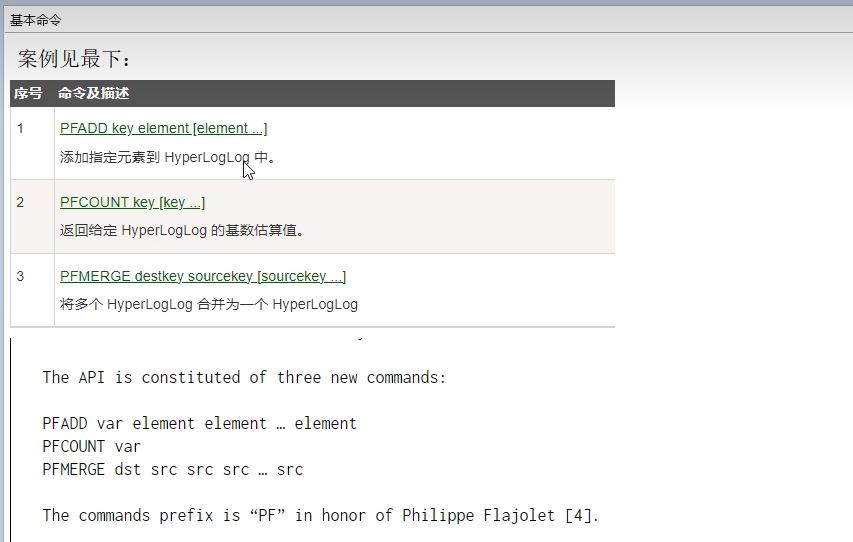 基本命令
案例见最下：
序号 命令及描述
1 PFADD key element [element ...]
添加指定元素到 HyperLogLog 中。
2 PFCOUNT key [key ...]
返回给定 HyperLogLog 的基数估算值。
3 PFMERGE destkey sourcekey [sourcekey ...]
将多个 HyperLogLog 合并为一个 HyperLogLog
The API is constituted of three new commands:
PFADD var element element … element
PFCOUNT var
PFMERGE dst src src src … src
The commands prefix is “PF” in honor of Philippe Flajolet [4].